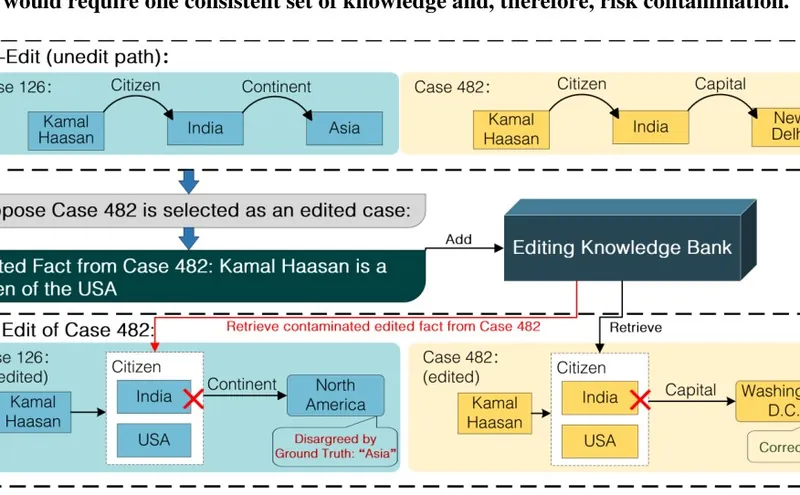 would require one consistent set of knowledge and, therefore, risk contamination.
-Edit (unedit path):
se 126:
Citizen
Continent
Kamal
Haasan
India
Asia
Case 482:
Citizen
Capital
Kamal
Haasan
India
New
Delh
ppose Case 482 is selected as an edited case:
ted Fact from Case 482: Kamal Haasan is a
en of the USA
Add
Editing Knowledge Bank
Edit of Case 482:
Retrieve contaminated edited fact from Case 482
Retrieve
se 126:
edited)
Kamal
Haasan
Citizen
India
USA
Continent
North
America
Disargreed by
Ground Truth: “Asia”
Case 482:
(edited)
Kamal
Haasan
Citizen
India
USA
Capital
Washing
D.C.
Correc